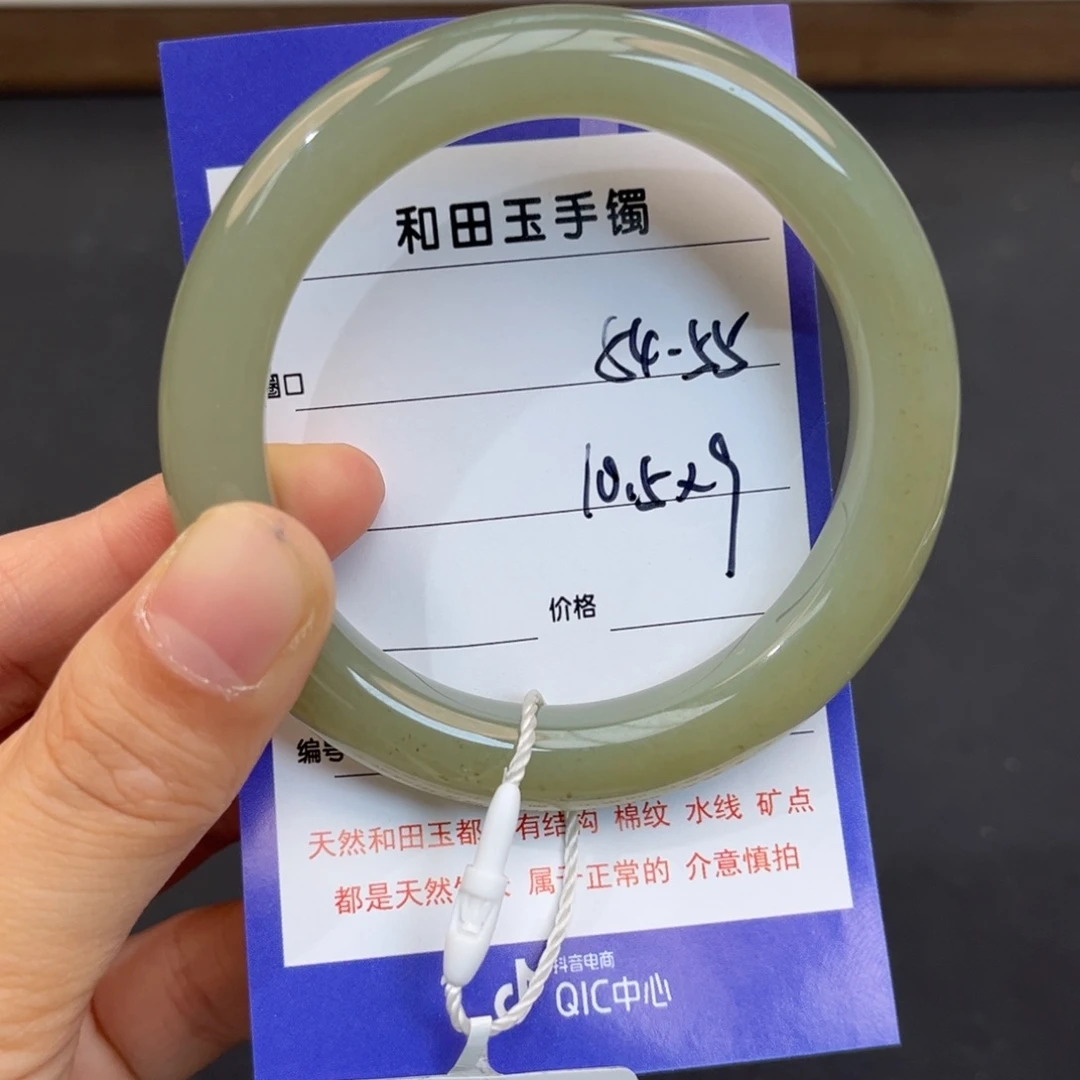 和田玉手镯
圈口 54-55
10.5x9
价格
编号
天然和田玉都 有结构 棉纹 水线 矿点
都是天然 属于正常的 介意慎拍
抖音电商
QIC中心